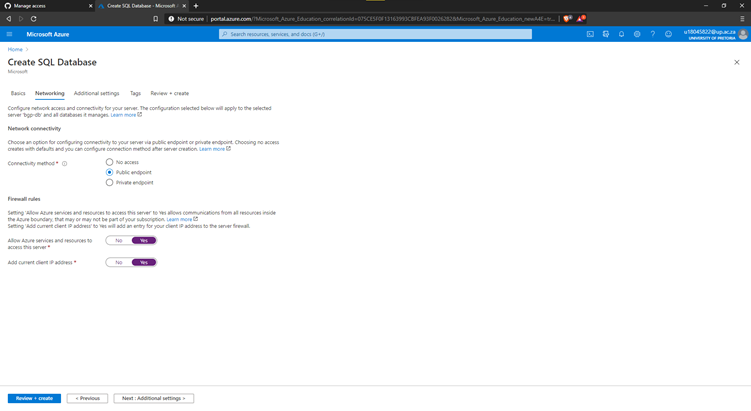 Manage access
Create SQL Database - Microsoft A
Not secure
portal.azure.com/?Microsoft_Azure_Education_correlationId=
Microsoft Azure
Search resources, services, and docs (G+/)
u18045822@up.ac.za
UNIVERSITY OF PRETORIA
Home
Create SQL Database
Microsoft
Basics Networking Additional settings Tags Review + create
Configure network access and connectivity for your server. The configuration selected below will apply to the selected
server 'bgp-db' and all databases it manages. Learn more
Network connectivity
Choose an option for configuring connectivity to your server via public endpoint or private endpoint. Choosing no access
creates with defaults and you can configure connection method after server creation. Learn more
Connectivity method *
No access
Public endpoint
Private endpoint
Firewall rules
Setting 'Allow Azure services and resources to access this server' to Yes allows communications from all resources inside
the Azure boundary, that may or may not be part of your subscription. Learn more
Setting 'Add current client IP address' to Yes will add an entry for your client IP address to the server firewall.
Allow Azure services and resources to
access this server *
No Yes
Add current client IP address *
No Yes
Review + create
< Previous
Next : Additional settings >